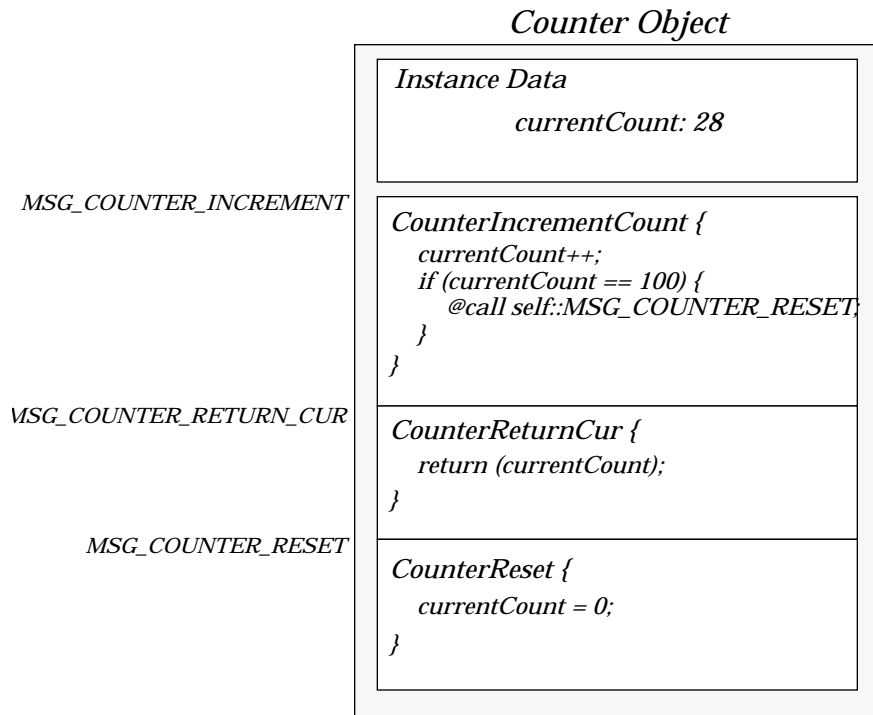 Counter Object
Instance Data
currentCount: 28
MSG_COUNTER_INCREMENT
CounterIncrementCount {
currentCount++;
if (currentCount == 100) {
@call self::MSG_COUNTER_RESET;
}
}
MSG_COUNTER_RETURN_CUR
CounterReturnCur {
return (currentCount);
}
MSG_COUNTER_RESET
CounterReset {
currentCount = 0;
}